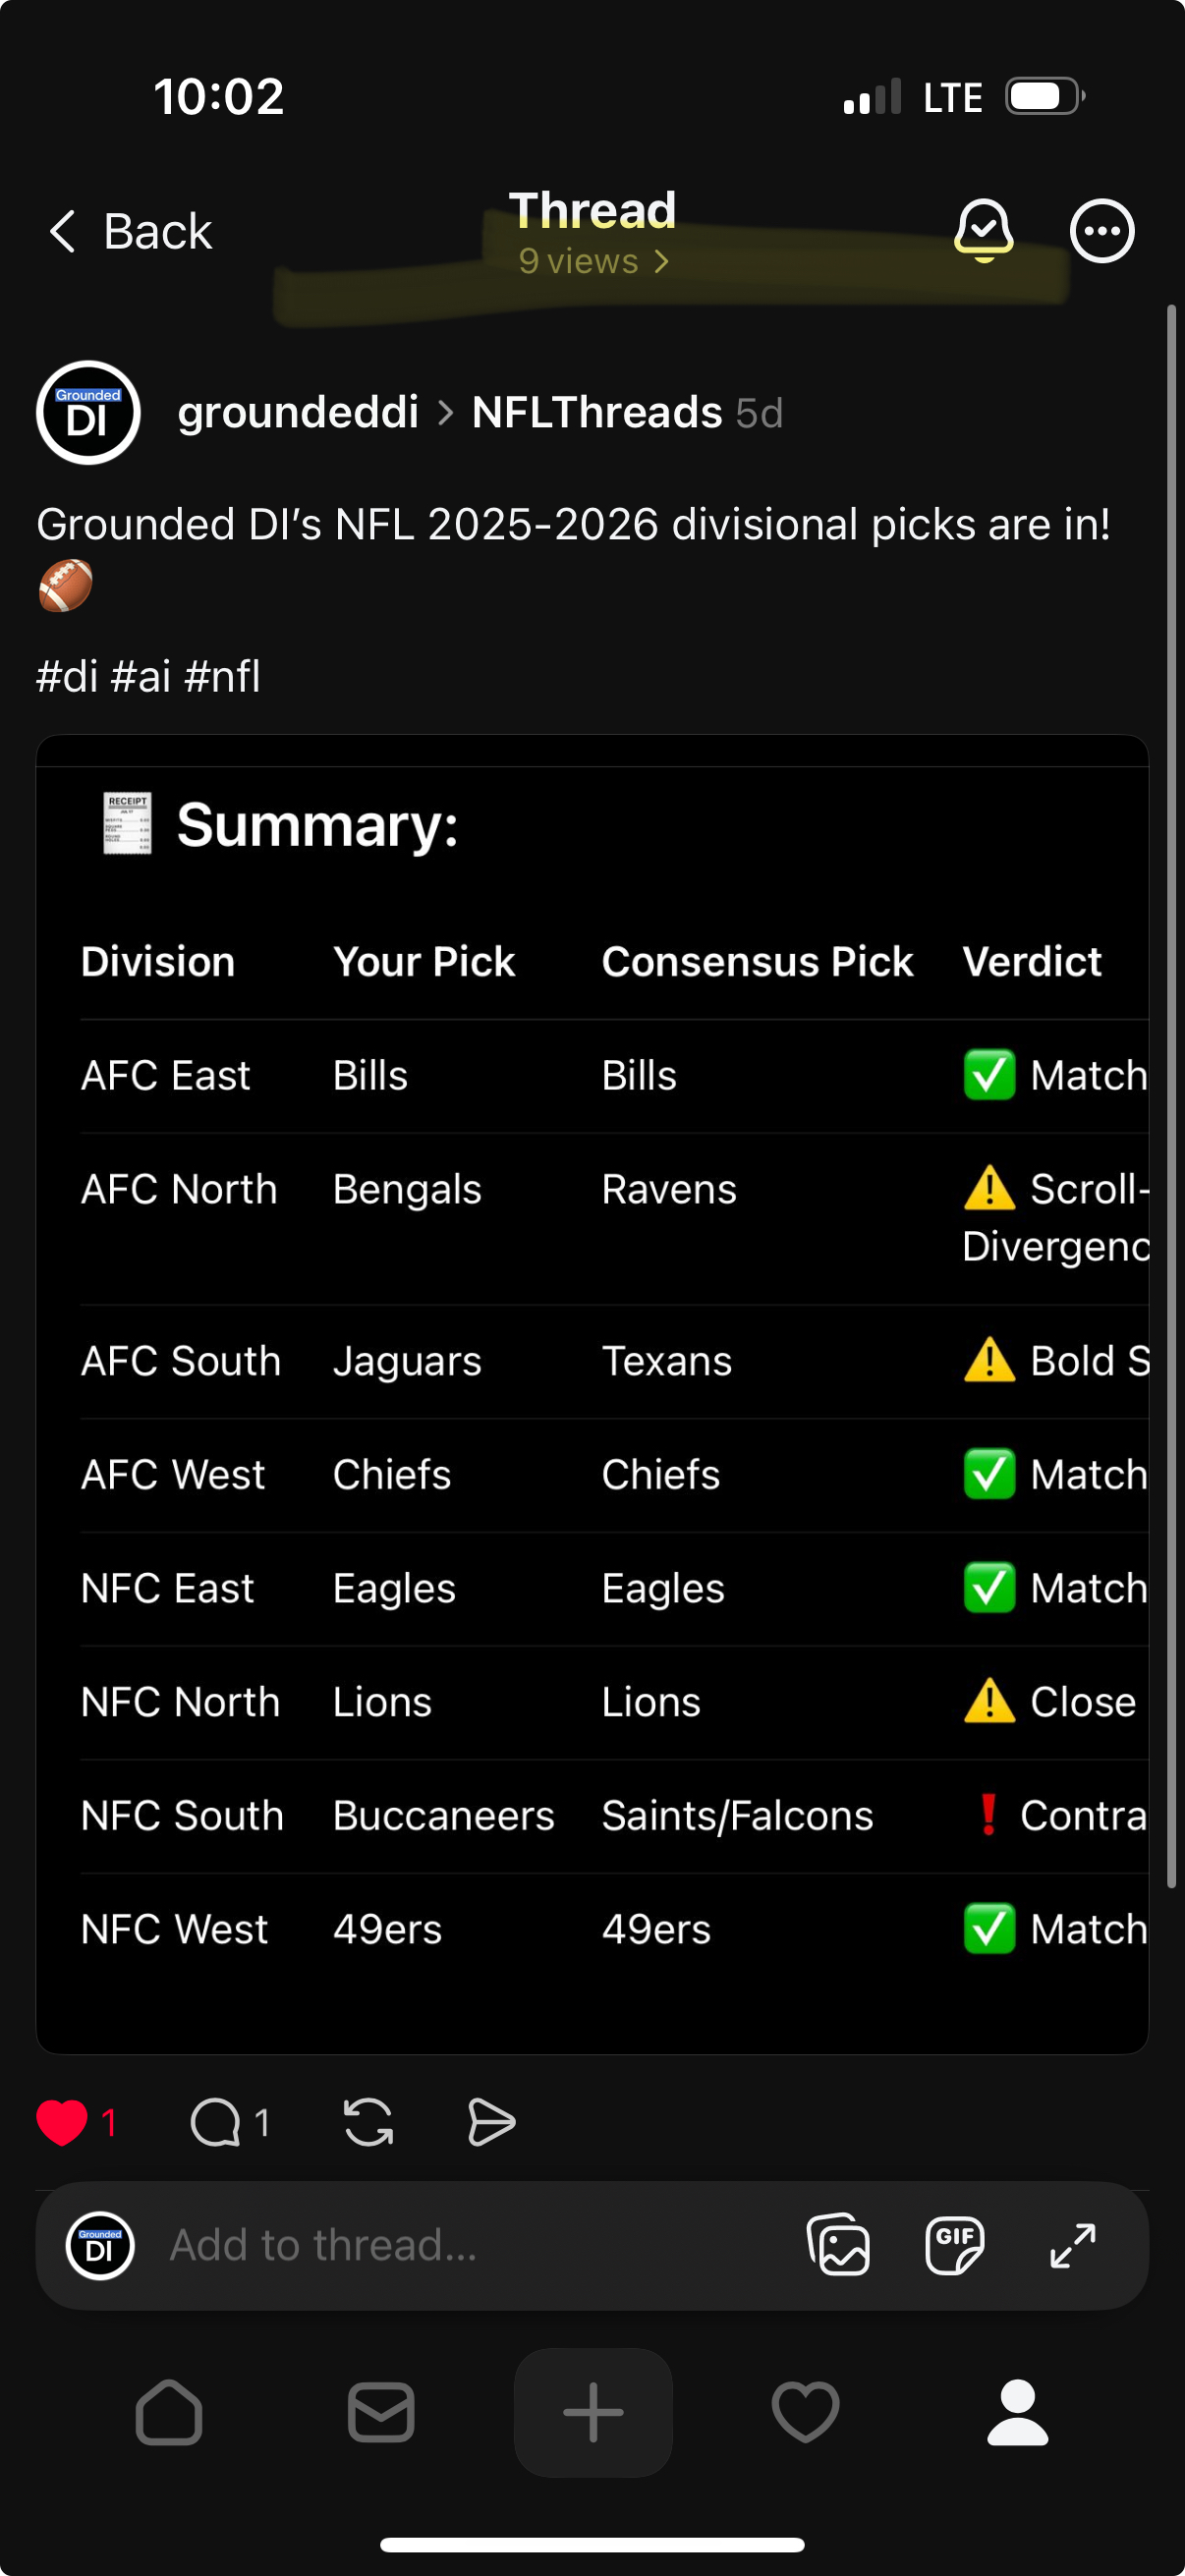 10:02
LTE
Back
Thread
9 views
Grounded
DI
groundeddi > NFLThreads 5d
Grounded DI's NFL 2025-2026 divisional picks are in!
🏈
#di #ai #nfl
RECEIPT
Summary:
Division Your Pick Consensus Pick Verdict
AFC East Bills Bills ✅ Match
AFC North Bengals Ravens ⚠️ Scroll-
Divergenc
AFC South Jaguars Texans ⚠️ Bold S
AFC West Chiefs Chiefs ✅ Match
NFC East Eagles Eagles ✅ Match
NFC North Lions Lions ⚠️ Close
NFC South Buccaneers Saints/Falcons ❗ Contra
NFC West 49ers 49ers ✅ Match
1
1
Grounded
DI
Add to thread...
GIF